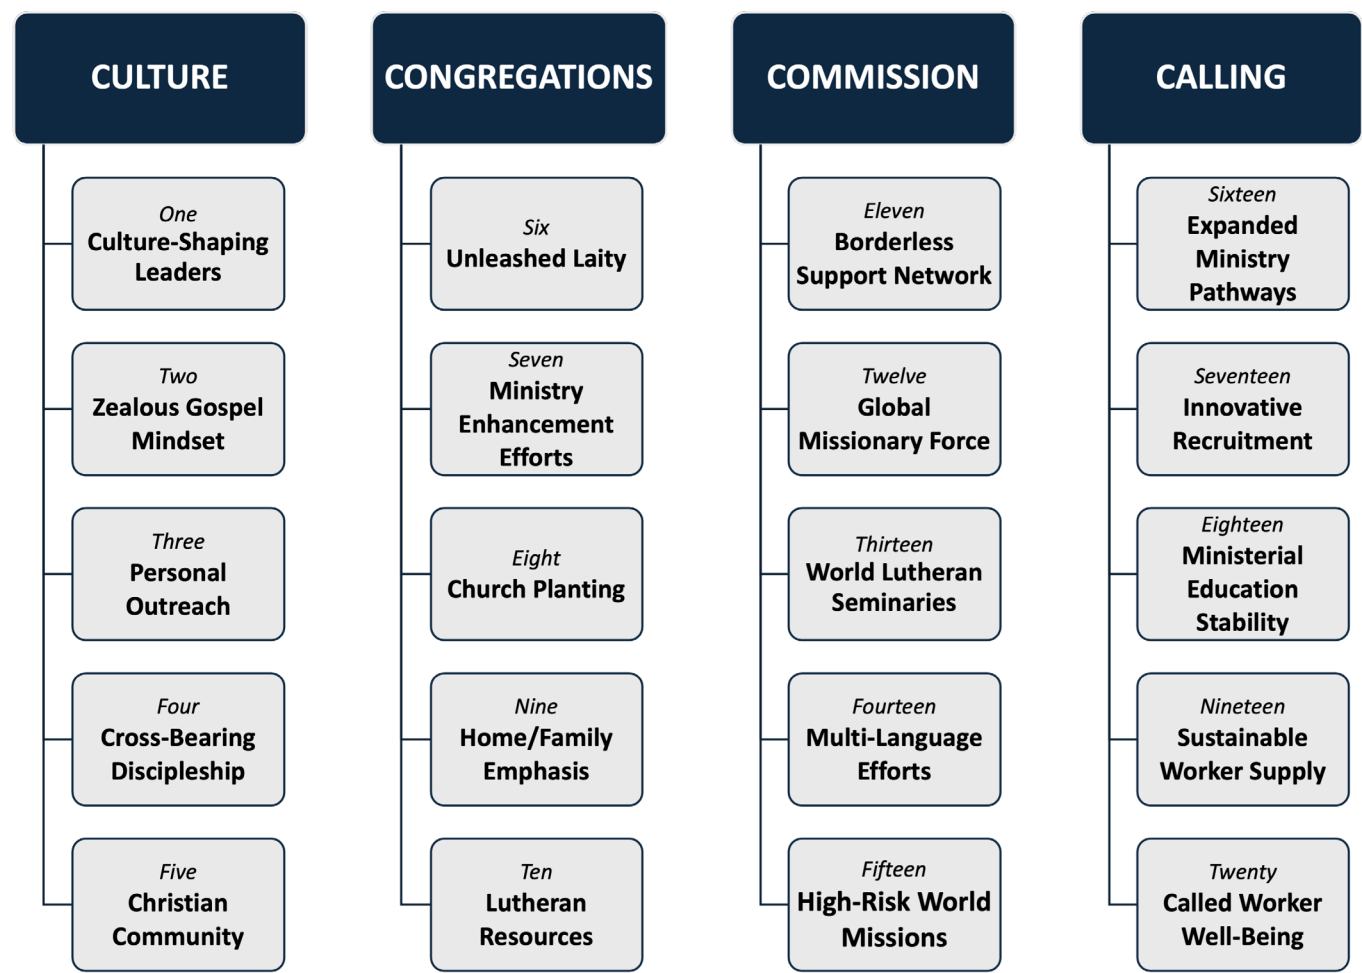 CULTURE
One
Culture-Shaping
Leaders
Two
Zealous Gospel
Mindset
Three
Personal
Outreach
Four
Cross-Bearing
Discipleship
Five
Christian
Community
CONGREGATIONS
Six
Unleashed Laity
Seven
Ministry
Enhancement
Efforts
Eight
Church Planting
Nine
Home/Family
Emphasis
Ten
Lutheran
Resources
COMMISSION
Eleven
Borderless
Support Network
Twelve
Global
Missionary Force
Thirteen
World Lutheran
Seminaries
Fourteen
Multi-Language
Efforts
Fifteen
High-Risk World
Missions
CALLING
Sixteen
Expanded
Ministry
Pathways
Seventeen
Innovative
Recruitment
Eighteen
Ministerial
Education
Stability
Nineteen
Sustainable
Worker Supply
Twenty
Called Worker
Well-Being